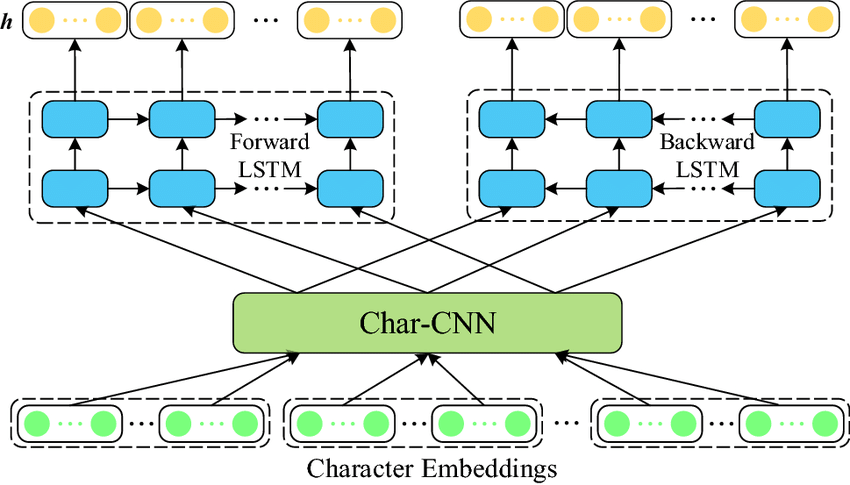 h
Forward
LSTM
Backward
LSTM
Char-CNN
Character Embeddings